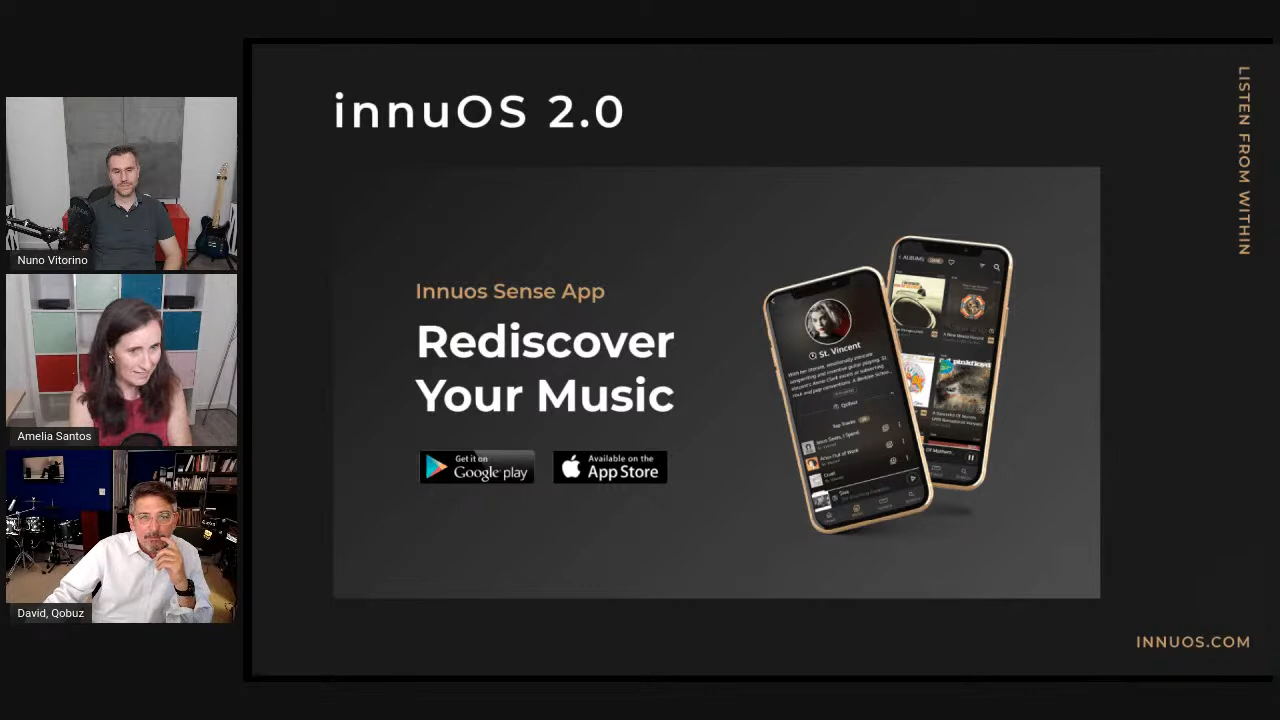 innuOS 2.0
LISTEN FROM WITHIN
Nuno Vitorino
Amelia Santos
David, Qobuz
Innuos Sense App
Rediscover
Your Music
Get it on
Google play
Available on the
App Store
ALBUMS
St. Vincent
Qobuz
Top Tracks
INNUOS.COM